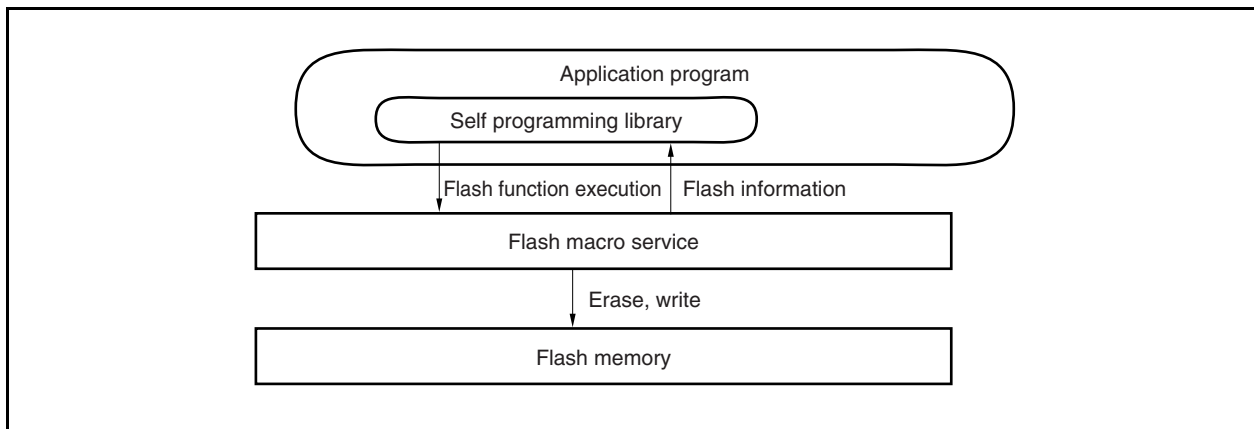 Application program
Self programming library
Flash function execution
Flash information
Flash macro service
Erase, write
Flash memory